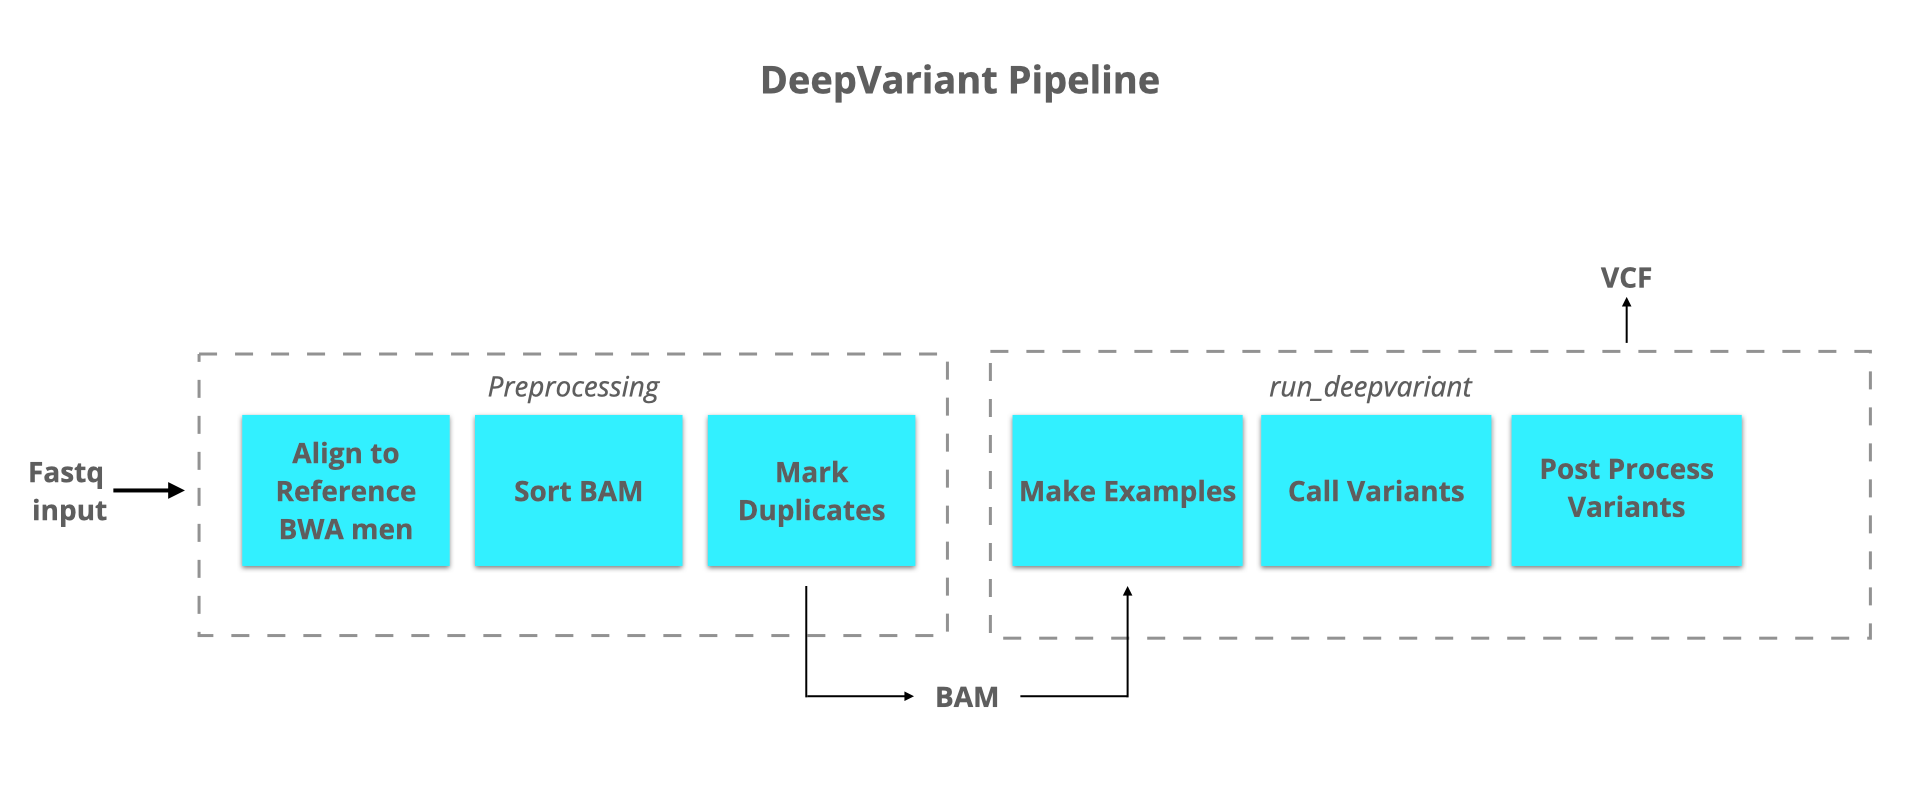 DeepVariant Pipeline
VCF
Preprocessing
run_deepvariant
Fastq
input
Align to
Reference
BWA men
Sort BAM
Mark
Duplicates
Make Examples
Call Variants
Post Process
Variants
BAM